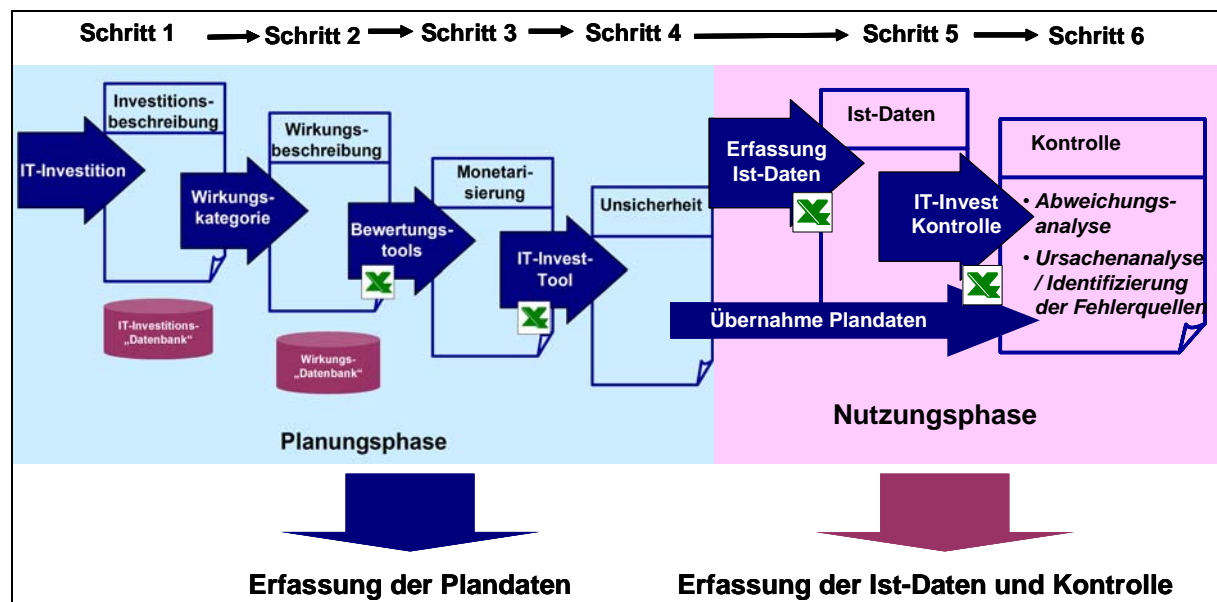 Schritt 1
Schritt 2
Schritt 3
Schritt 4
Schritt 5
Schritt 6
IT-Investition
Investitions-
beschreibung
IT-Investitions-
„Datenbank“
Wirkungs-
kategorie
Wirkungs-
beschreibung
Wirkungs-
„Datenbank“
Bewertungs-
tools
Monetari-
sierung
IT-Invest-
Tool
Unsicherheit
Erfassung
Ist-Daten
Ist-Daten
IT-Invest
Kontrolle
Kontrolle
• Abweichungs-
analyse
• Ursachenanalyse
/ Identifizierung
der Fehlerquellen
Übernahme Plandaten
Planungsphase
Nutzungsphase
Erfassung der Plandaten
Erfassung der Ist-Daten und Kontrolle